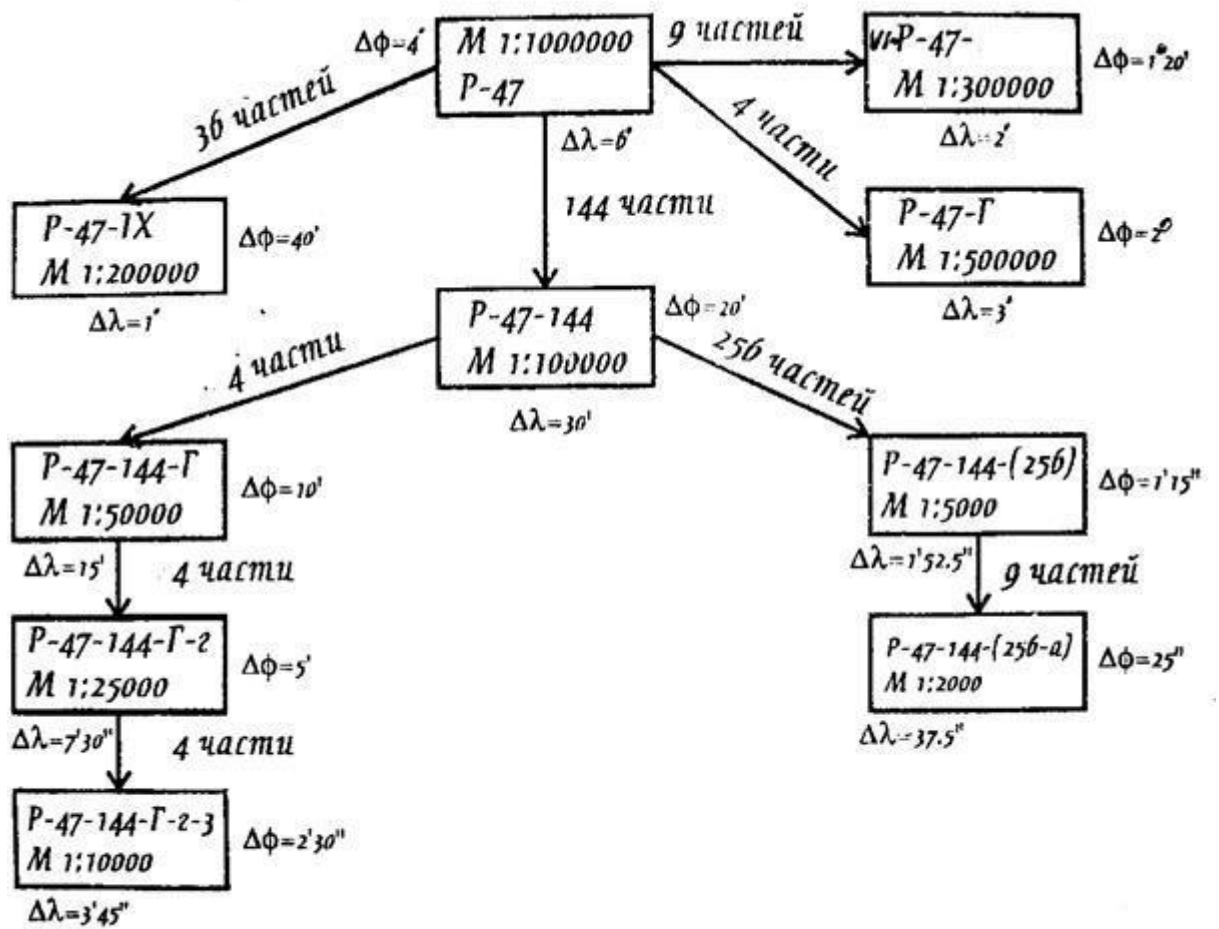 Δφ=4°
М 1:1000000
Р-47
Δλ=6°
9 частей
VI-Р-47-
М 1:300000
Δφ=1°20'
Δλ=2°
36 частей
4 части
144 части
Р-47-IX
М 1:200000
Δφ=40'
Δλ=1°
Р-47-Г
М 1:500000
Δφ=2°
Δλ=3°
Р-47-144
М 1:100000
Δφ=20'
Δλ=30'
4 части
256 частей
Р-47-144-Г
М 1:50000
Δφ=10'
Δλ=15'
4 части
Р-47-144-(256)
М 1:5000
Δφ=1'15"
Δλ=1'52.5"
9 частей
Р-47-144-Г-г
М 1:25000
Δφ=5'
Δλ=7'30"
4 части
Р-47-144-(256-а)
М 1:2000
Δφ=25"
Δλ=37.5"
Р-47-144-Г-г-3
М 1:10000
Δφ=2'30"
Δλ=3'45"